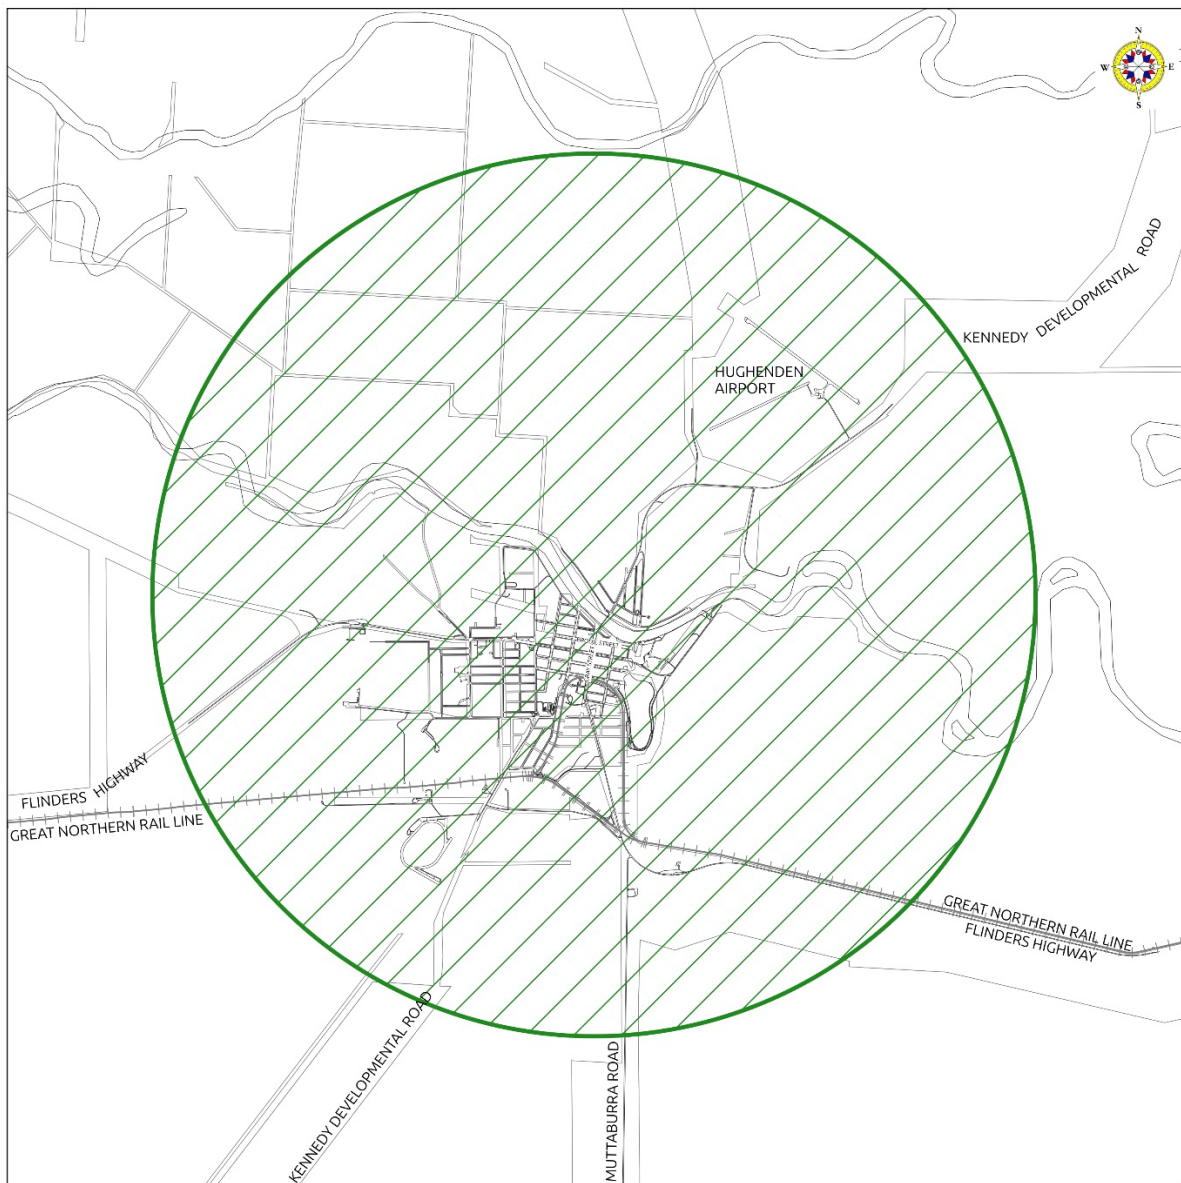 N
W E
S
KENNEDY DEVELOPMENTAL ROAD
HUGHENDEN
AIRPORT
FLINDERS HIGHWAY
GREAT NORTHERN RAIL LINE
GREAT NORTHERN RAIL LINE
FLINDERS HIGHWAY
KENNEDY DEVELOPMENTAL ROAD
MUTTABURRA ROAD